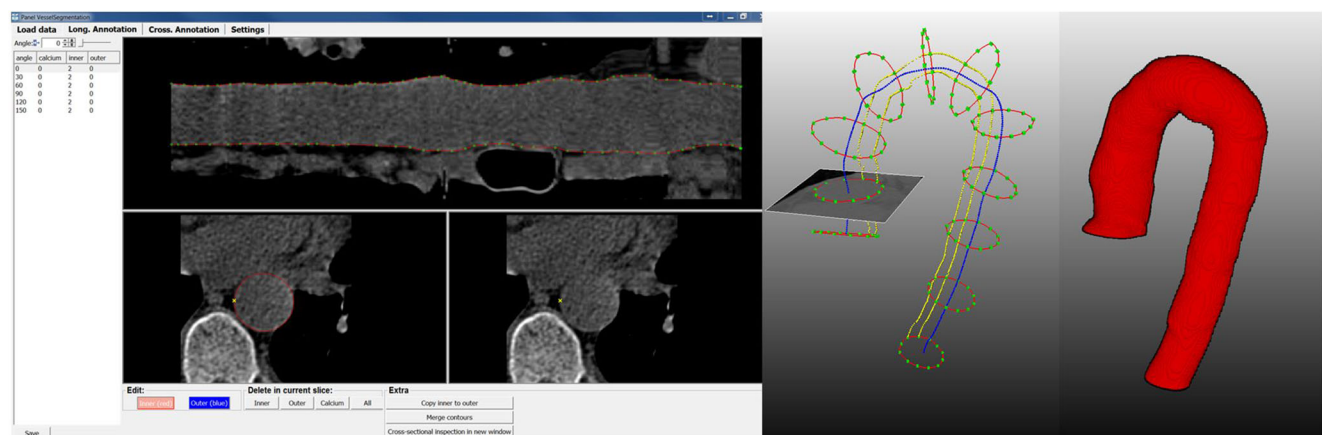 Panel VesselSegmentation
Load data Long. Annotation Cross. Annotation Settings
Angle: 0
angle calcium inner outer
0 0 2 0
30 0 2 0
60 0 2 0
90 0 2 0
120 0 2 0
150 0 2 0
Edit: Delete in current slice: Extra
Inner (red) Outer (blue) Inner Outer Calcium All Copy inner to outer
Merge contours
Save Cross-sectional inspection in new window